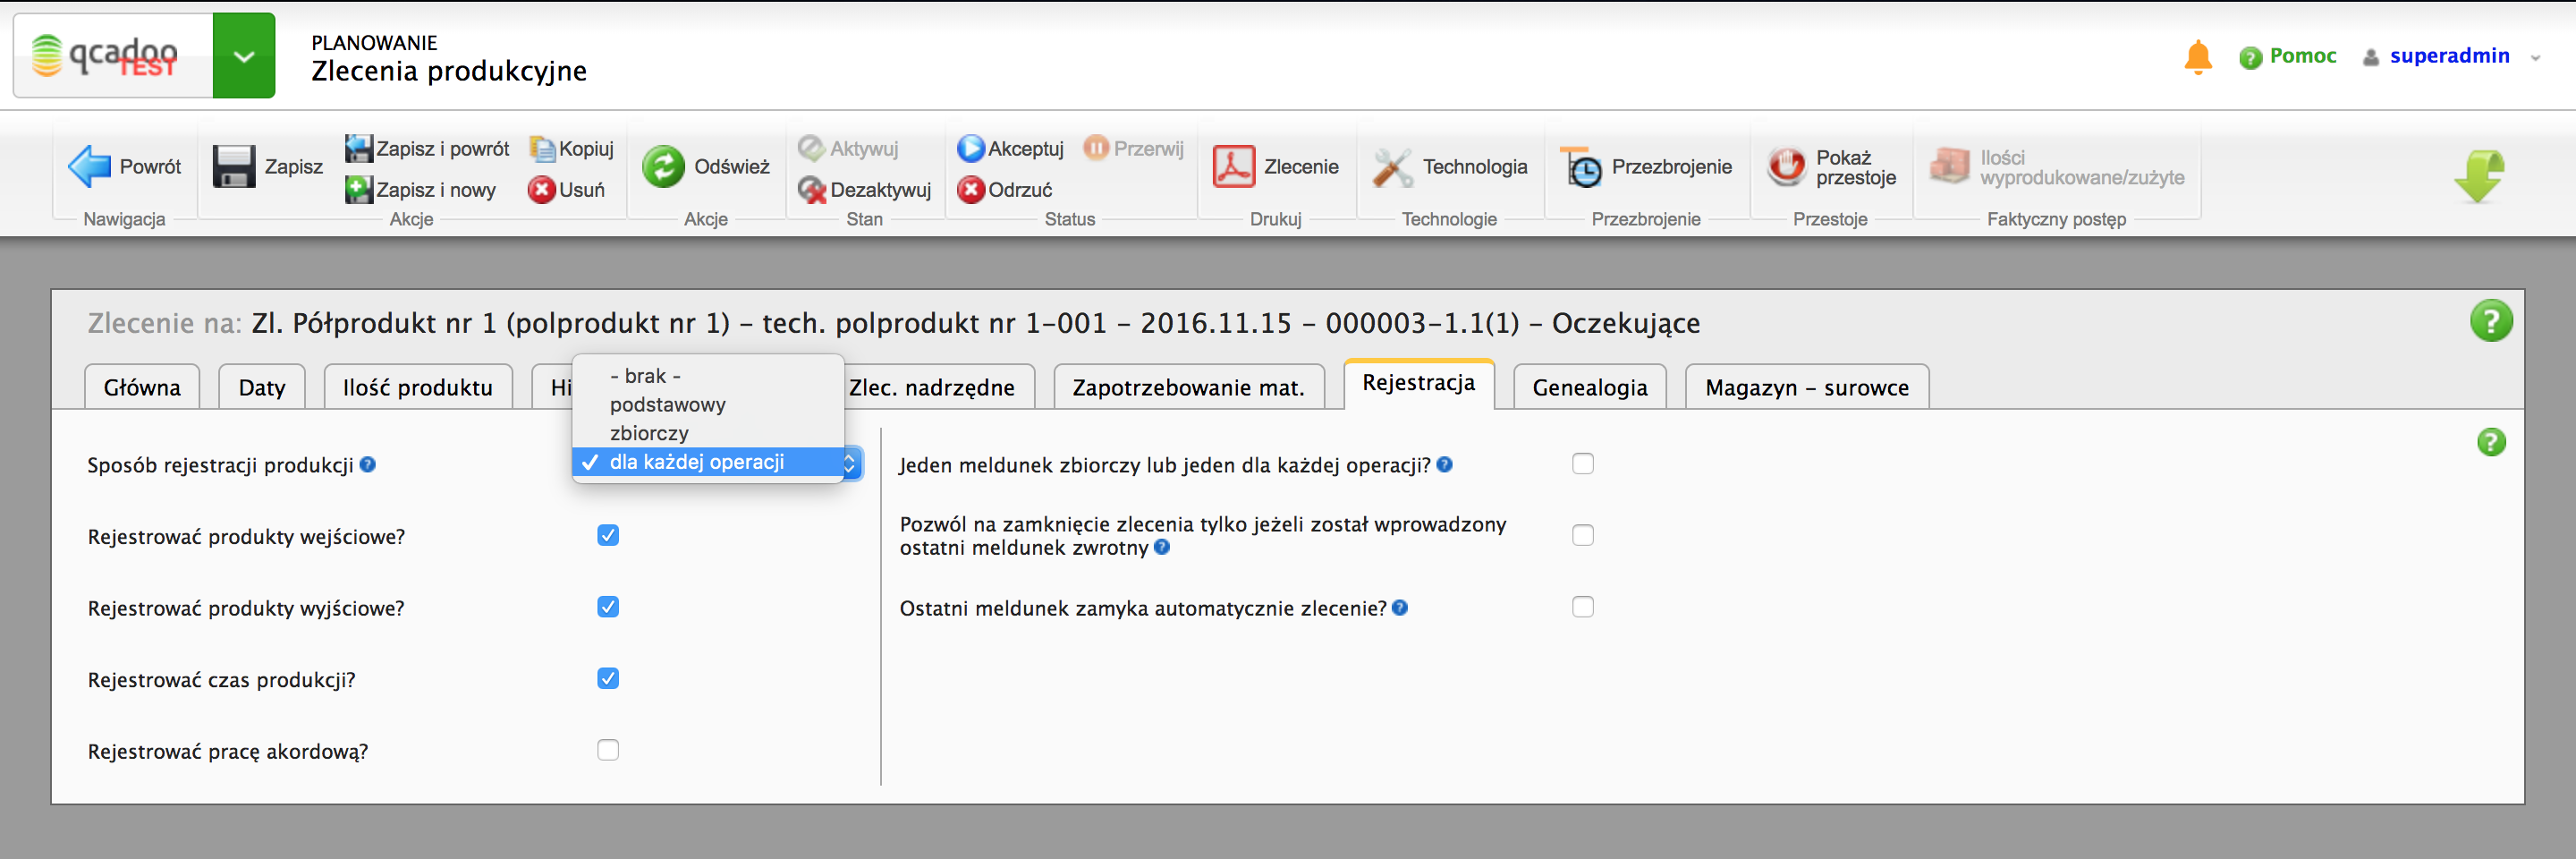 qcadoo
TEST
PLANOWANIE
Zlecenia produkcyjne
Pomoc
superadmin
Powrót
Nawigacja
Zapisz
Zapisz i powrót
Kopiuj
Zapisz i nowy
Usuń
Akcje
Odśwież
Akcje
Aktywuj
Dezaktywuj
Stan
Akceptuj
Przerwij
Odrzuć
Status
Zlecenie
Drukuj
Technologia
Technologie
Przezbrojenie
Przezbrojenie
Pokaż
przestoje
Przestoje
Ilości
wyprodukowane/zużyte
Faktyczny postęp
Zlecenie na: Zl. Półprodukt nr 1 (polprodukt nr 1) - tech. polprodukt nr 1-001 - 2016.11.15 - 000003-1.1(1) - Oczekujące
Główna
Daty
Ilość produktu
Hi
Zlec. nadrzędne
Zapotrzebowanie mat.
Rejestracja
Genealogia
Magazyn - surowce
- brak -
podstawowy
zbiorczy
dla każdej operacji
Sposób rejestracji produkcji
Rejestrować produkty wejściowe?
Rejestrować produkty wyjściowe?
Rejestrować czas produkcji?
Rejestrować pracę akordową?
Jeden meldunek zbiorczy lub jeden dla każdej operacji?
Pozwól na zamknięcie zlecenia tylko jeżeli został wprowadzony
ostatni meldunek zwrotny
Ostatni meldunek zamyka automatycznie zlecenie?